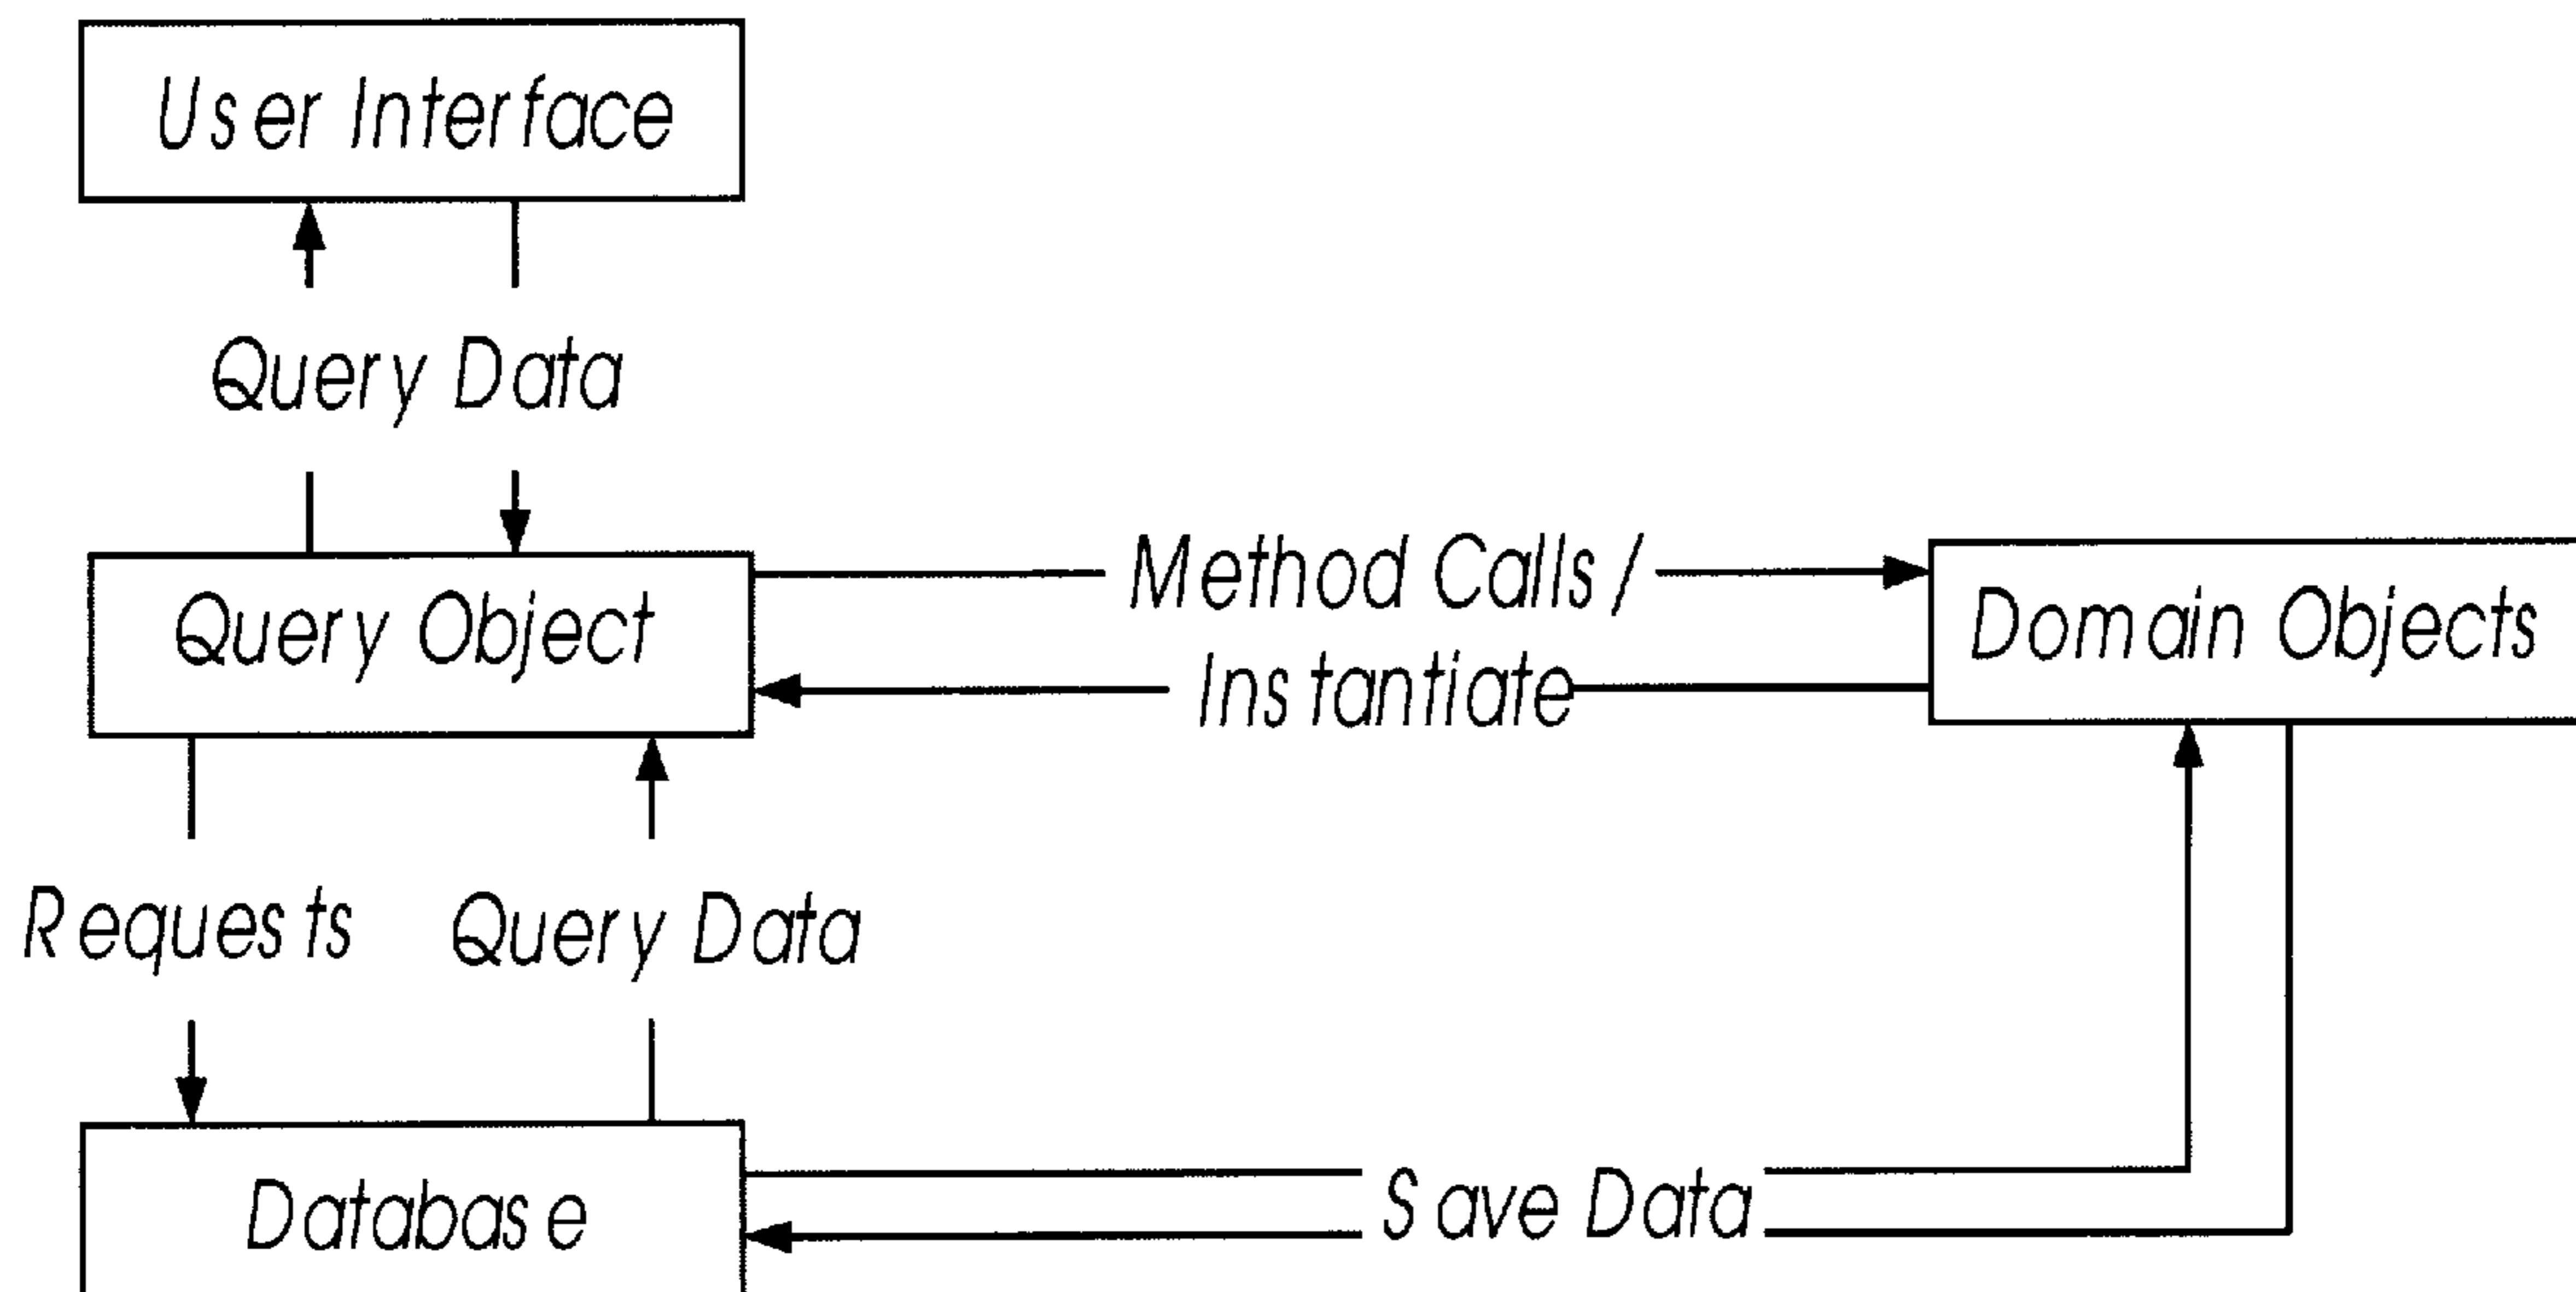 User Interface
Query Data
Query Object
Method Calls /
Instantiate
Domain Objects
Requests
Query Data
Database
Save Data